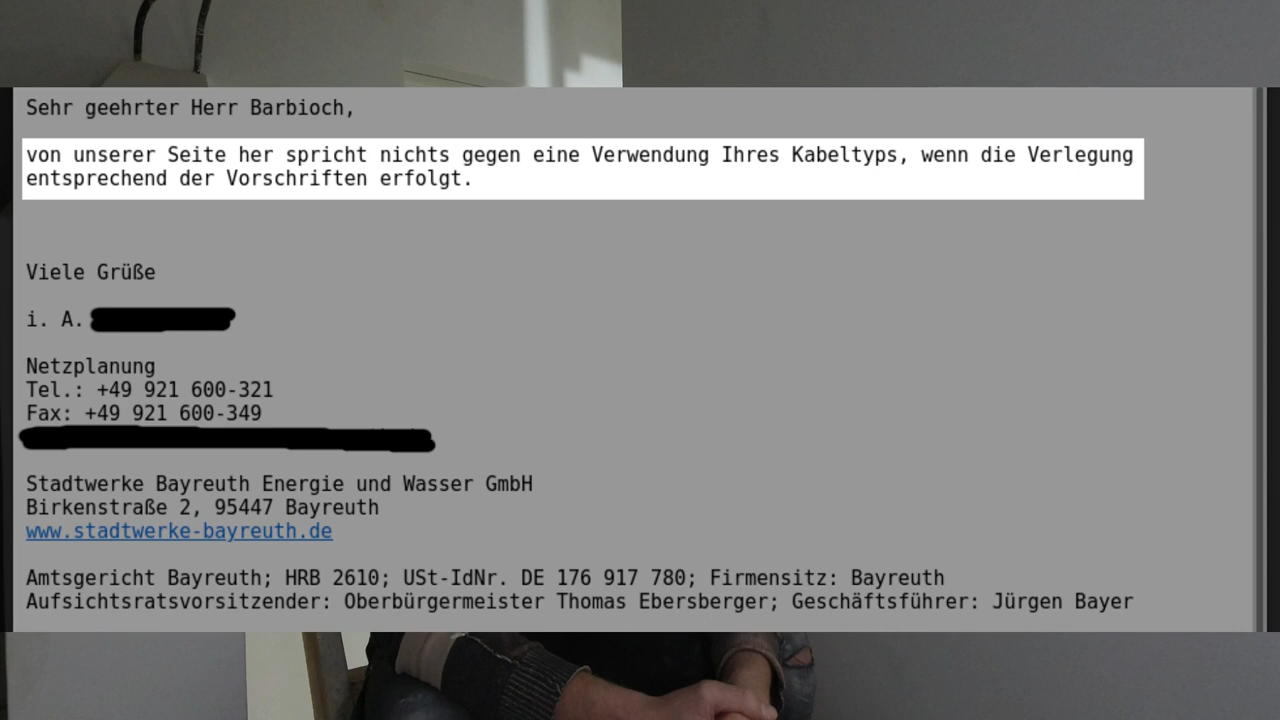 Sehr geehrter Herr Barbioch,
von unserer Seite her spricht nichts gegen eine Verwendung Ihres Kabeltyps, wenn die Verlegung
entsprechend der Vorschriften erfolgt.
Viele Grüße
i. A.
Netzplanung
Tel.: +49 921 600-321
Fax: +49 921 600-349
Stadtwerke Bayreuth Energie und Wasser GmbH
Birkenstraße 2, 95447 Bayreuth
www.stadtwerke-bayreuth.de
Amtsgericht Bayreuth; HRB 2610; USt-IdNr. DE 176 917 780; Firmensitz: Bayreuth
Aufsichtsratsvorsitzender: Oberbürgermeister Thomas Ebersberger; Geschäftsführer: Jürgen Bayer